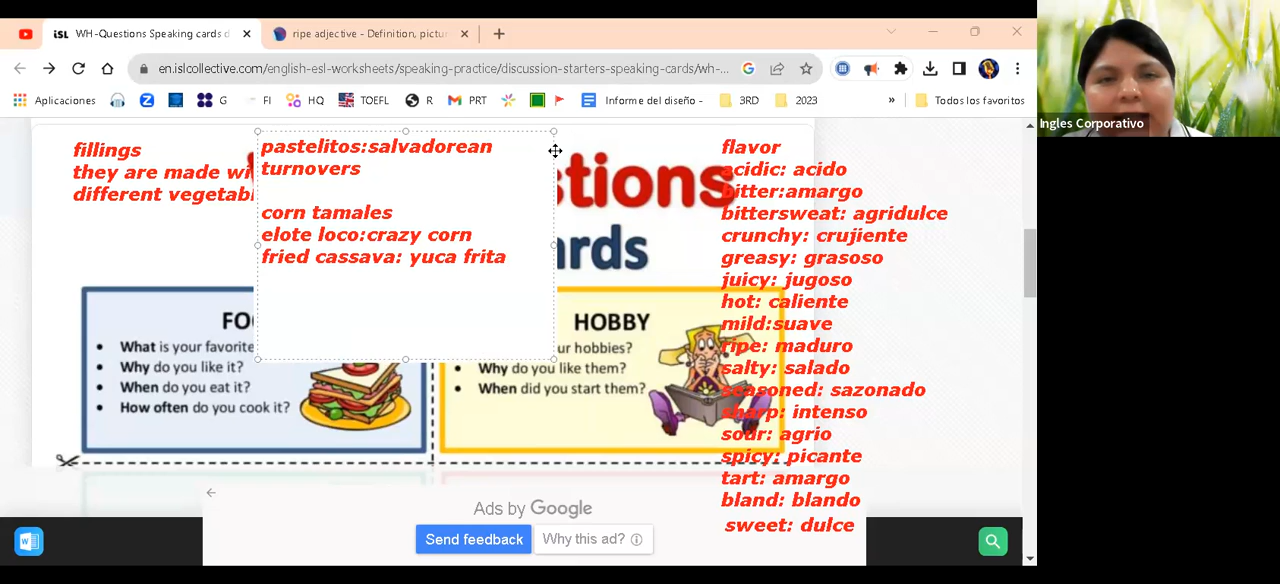 WH-Questions Speaking cards d
ripe adjective - Definition, pictur
en.islcollective.com/english-esl-worksheets/speaking-practice/discussion-starters-speaking-cards/wh-...
Aplicaciones
G
FI
HQ
TOEFL
R
PRT
Informe del diseño -
3RD
2023
»
Todos los favoritos
Ingles Corporativo
fillings
they are made wi
different vegetabl
pastelitos:salvadorean
turnovers
corn tamales
elote loco:crazy corn
fried cassava: yuca frita
stions
ards
flavor
acidic: acido
bitter:amargo
bittersweat: agridulce
crunchy: crujiente
greasy: grasoso
juicy: jugoso
hot: caliente
mild:suave
ripe: maduro
salty: salado
seasoned: sazonado
sharp: intenso
sour: agrio
spicy: picante
tart: amargo
bland: blando
sweet: dulce
FO
What is your favorite
Why do you like it?
When do you eat it?
How often do you cook it?
HOBBY
ur hobbies?
Why do you like them?
When did you start them?
Ads by Google
Send feedback
Why this ad?